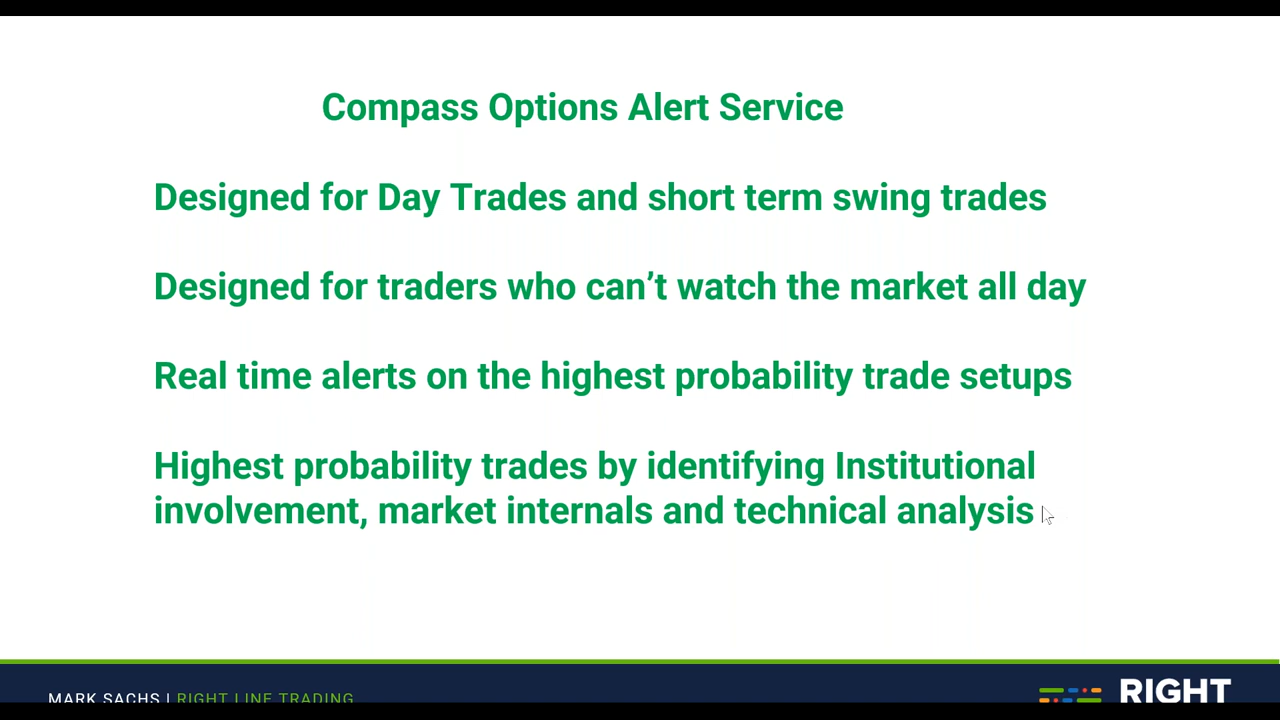 Compass Options Alert Service
Designed for Day Trades and short term swing trades
Designed for traders who can’t watch the market all day
Real time alerts on the highest probability trade setups
Highest probability trades by identifying Institutional
involvement, market internals and technical analysis
MARK SACHS | RIGHT LINE TRADING
RIGHT